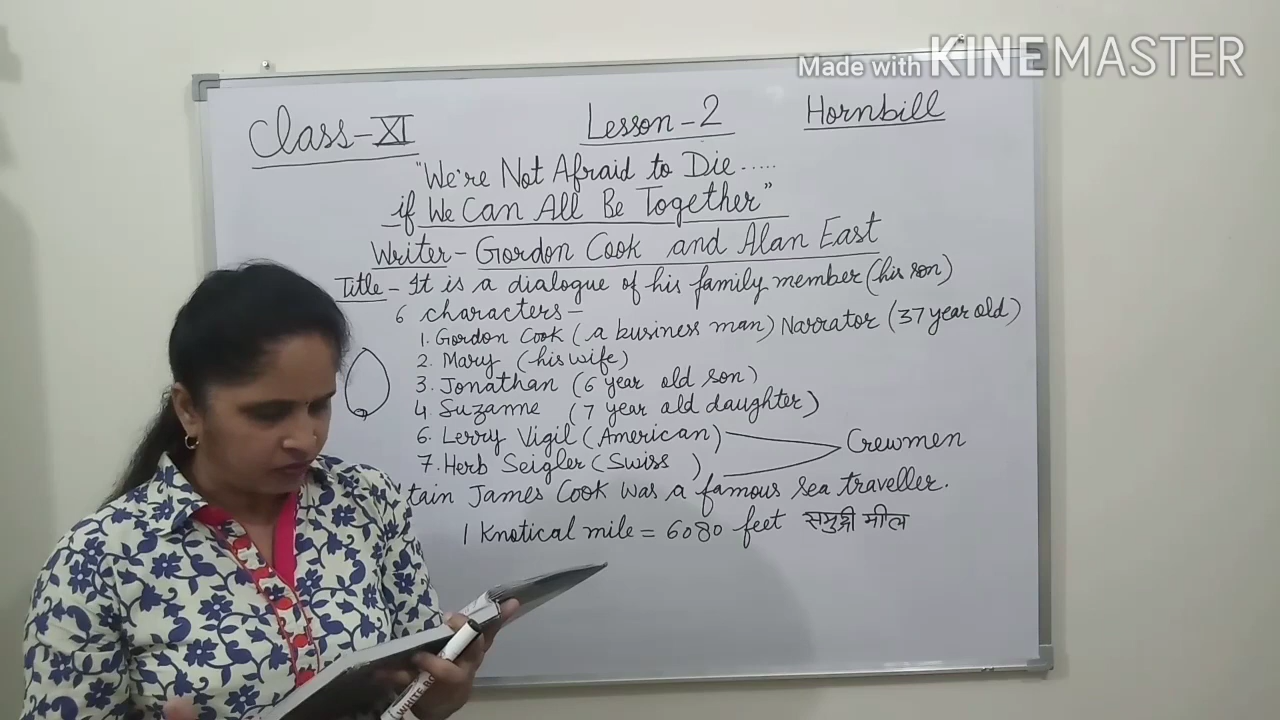 Made with KINEMASTER
Class-XI Lesson-2 Hornbill
"We're Not Afraid to Die.....
if We Can All Be Together"
Writer- Gordon Cook and Alan East
Title- It is a dialogue of his family member (his son)
6 characters-
1. Gordon Cook (a business man) Narrator (37 year old)
2. Mary (his wife)
3. Jonathan (6 year old son)
4. Suzanne (7 year old daughter)
6. Lerry Vigil (American) Crewmen
7. Herb Seigler (Swiss )
tain James Cook was a famous sea traveller.
1 Knotical mile = 6080 feet समुद्री मील
WHITE